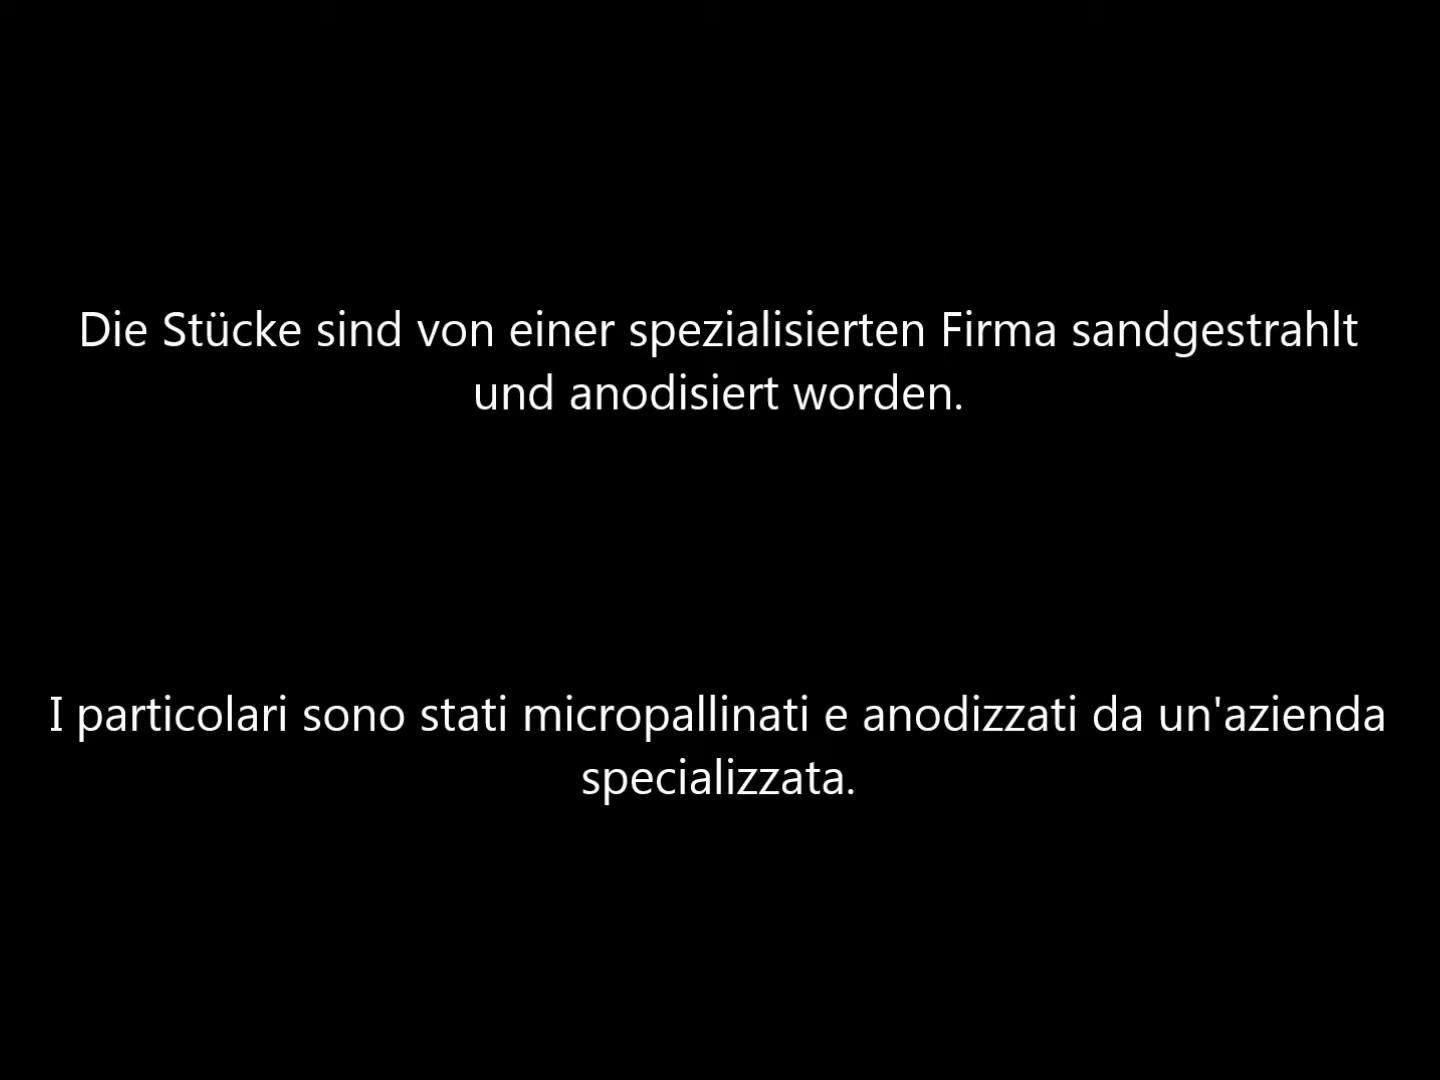 Die Stücke sind von einer spezialisierten Firma sandgestrahlt
und anodisiert worden.
I particolari sono stati micropallinati e anodizzati da un'azienda
specializzata.